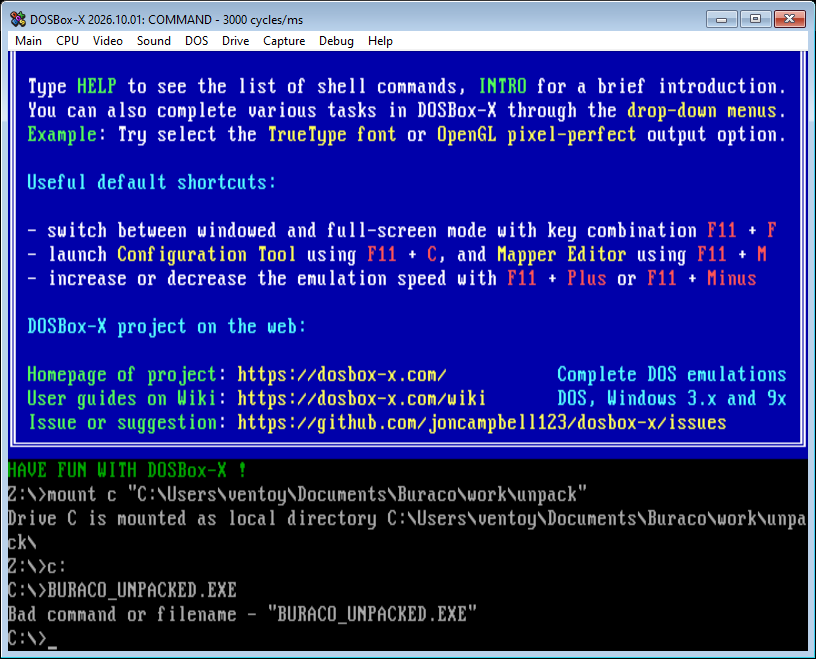 DOSBox-X 2026.10.01: COMMAND - 3000 cycles/ms
Main CPU Video Sound DOS Drive Capture Debug Help
Type HELP to see the list of shell commands, INTRO for a brief introduction.
You can also complete various tasks in DOSBox-X through the drop-down menus.
Example: Try select the TrueType font or OpenGL pixel-perfect output option.
Useful default shortcuts:
- switch between windowed and full-screen mode with key combination F11 + F
- launch Configuration Tool using F11 + C, and Mapper Editor using F11 + M
- increase or decrease the emulation speed with F11 + Plus or F11 + Minus
DOSBox-X project on the web:
Homepage of project: https://dosbox-x.com/ Complete DOS emulations
User guides on Wiki: https://dosbox-x.com/wiki DOS, Windows 3.x and 9x
Issue or suggestion: https://github.com/joncampbell123/dosbox-x/issues
HAVE FUN WITH DOSBox-X !
Z:\>mount c "C:\Users\ventoy\Documents\Buraco\work\unpack"
Drive C is mounted as local directory C:\Users\ventoy\Documents\Buraco\work\unpa
ck\
Z:\>c:
C:\>BURACO_UNPACKED.EXE
Bad command or filename - "BURACO_UNPACKED.EXE"
C:\>_